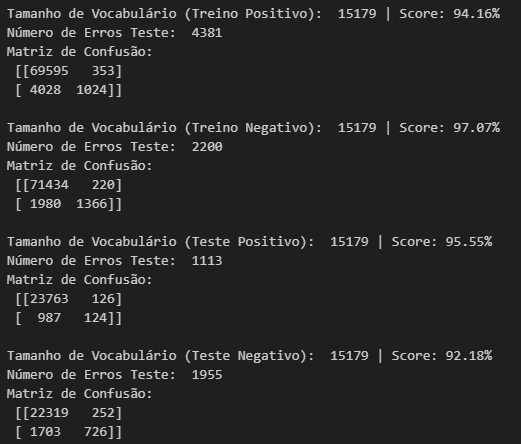 Tamanho de Vocabulário (Treino Positivo):  15179 | Score: 94.16%
Número de Erros Teste:  4381
Matriz de Confusão:
 [[69595   353]
 [ 4028  1024]]
Tamanho de Vocabulário (Treino Negativo):  15179 | Score: 97.07%
Número de Erros Teste:  2200
Matriz de Confusão:
 [[71434   220]
 [ 1980  1366]]
Tamanho de Vocabulário (Teste Positivo):  15179 | Score: 95.55%
Número de Erros Teste:  1113
Matriz de Confusão:
 [[23763   126]
 [  987   124]]
Tamanho de Vocabulário (Teste Negativo):  15179 | Score: 92.18%
Número de Erros Teste:  1955
Matriz de Confusão:
 [[22319   252]
 [ 1703   726]]